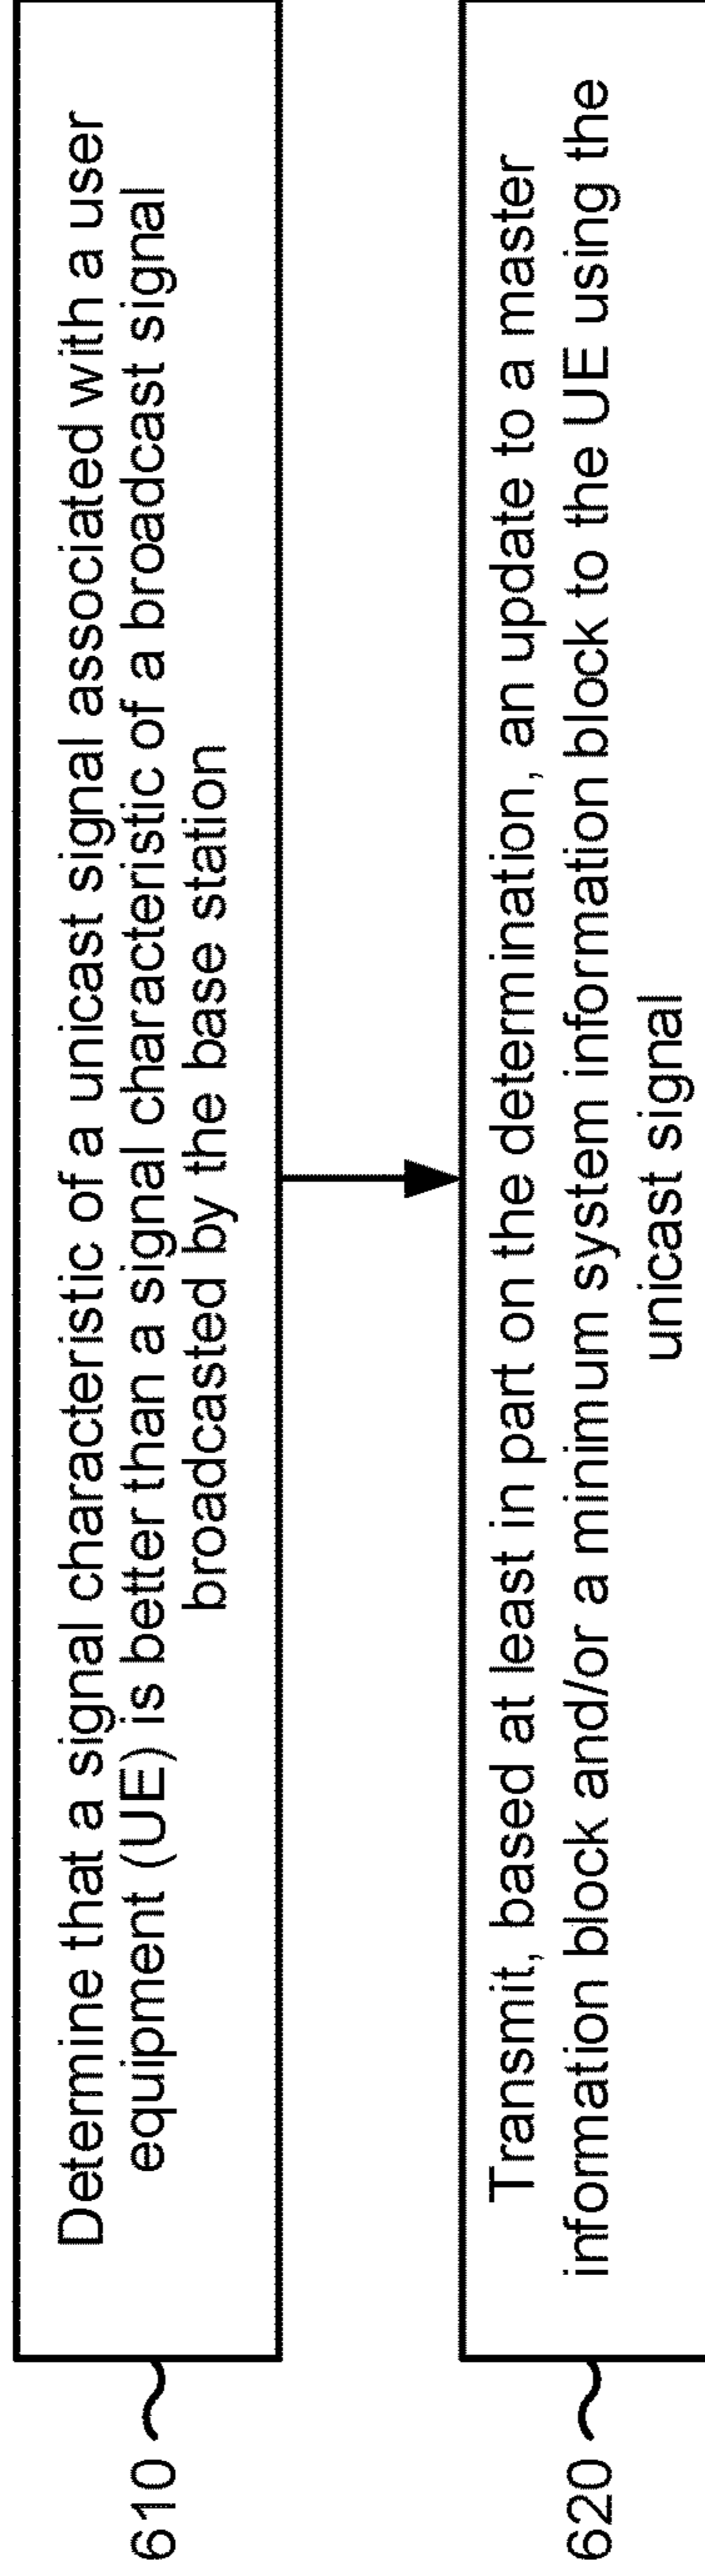 610
Determine that a signal characteristic of a unicast signal associated with a user
equipment (UE) is better than a signal characteristic of a broadcast signal
broadcasted by the base station
620
Transmit, based at least in part on the determination, an update to a master
information block and/or a minimum system information block to the UE using the
unicast signal